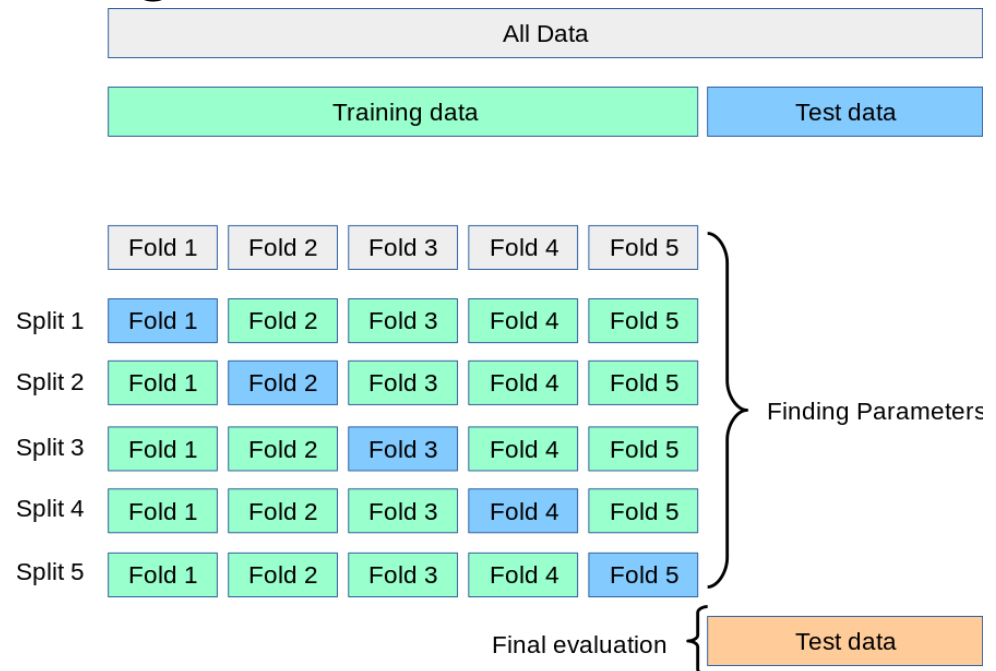 All Data
Training data Test data
Fold 1 Fold 2 Fold 3 Fold 4 Fold 5
Split 1 Fold 1 Fold 2 Fold 3 Fold 4 Fold 5
Split 2 Fold 1 Fold 2 Fold 3 Fold 4 Fold 5
Finding Parameters
Split 3 Fold 1 Fold 2 Fold 3 Fold 4 Fold 5
Split 4 Fold 1 Fold 2 Fold 3 Fold 4 Fold 5
Split 5 Fold 1 Fold 2 Fold 3 Fold 4 Fold 5
Final evaluation Test data